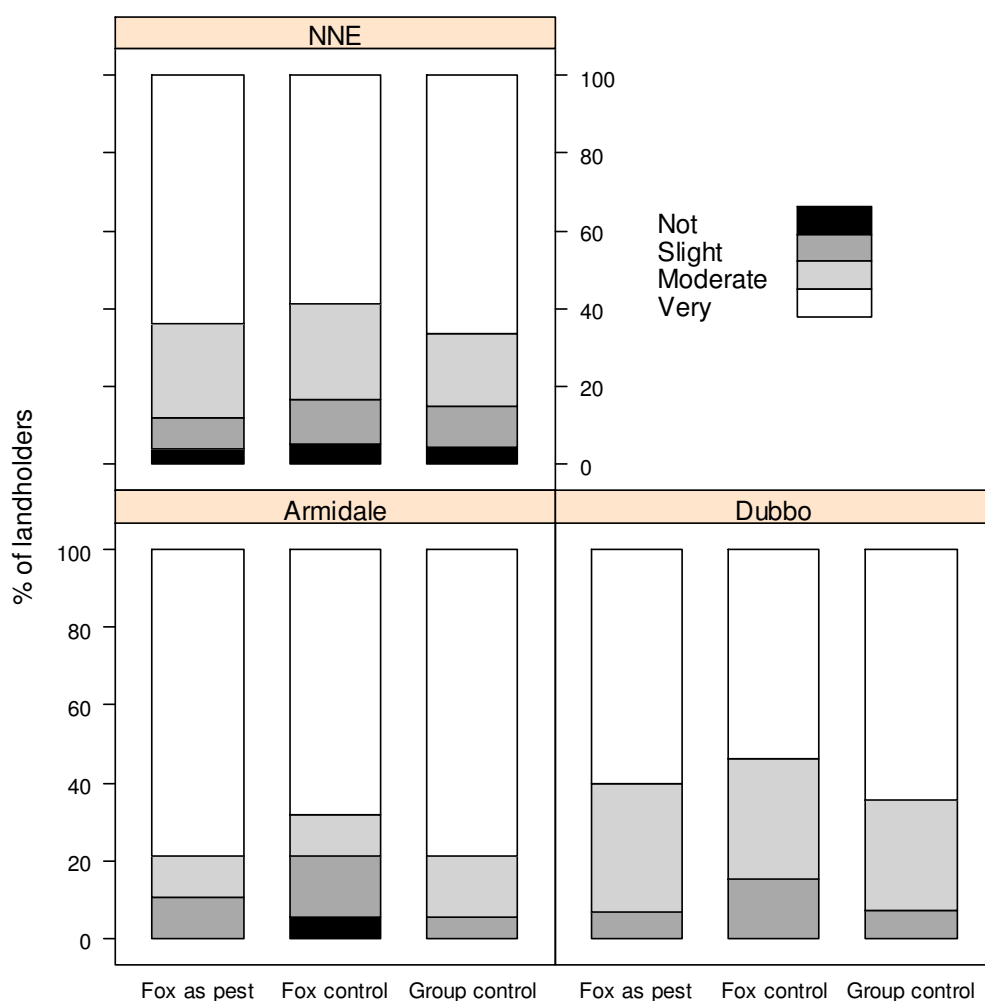 NNE
100
80
60
40
20
0
Not
Slight
Moderate
Very
% of landholders
Armidale
Dubbo
100
80
60
40
20
0
Fox as pest Fox control Group control Fox as pest Fox control Group control